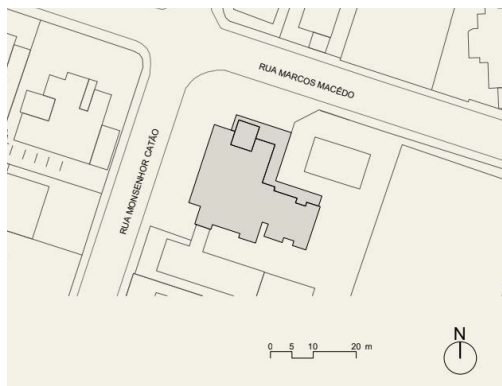 RUA MARCOS MACÊDO
RUA MONSENHOR CATÃO
N
0 5 10 20 m